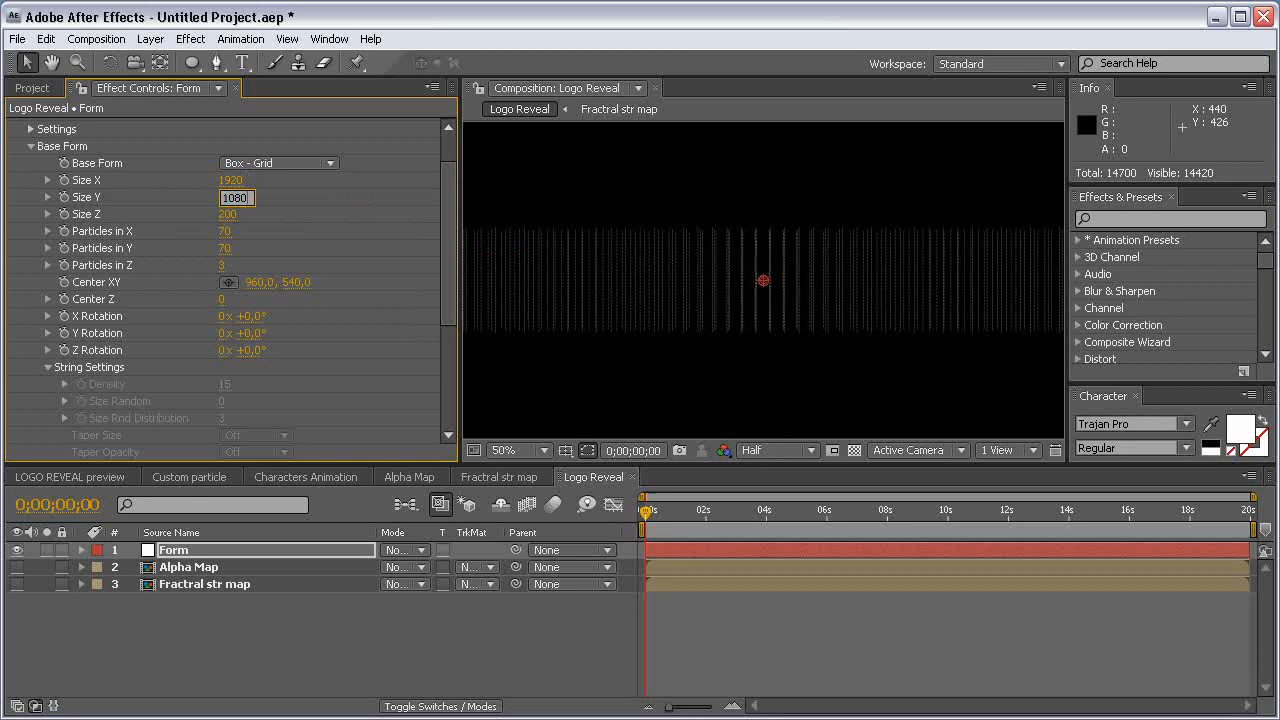 Adobe After Effects - Untitled Project.aep *
File Edit Composition Layer Effect Animation View Window Help
Workspace: Standard Search Help
Project Effect Controls: Form Composition: Logo Reveal Info
Logo Reveal • Form
Logo Reveal Fractral str map
R : X : 440
G : Y : 426
B :
A : 0
Total: 14700 Visible: 14420
Settings
Base Form
Base Form Box - Grid
Size X 1920
Size Y 1080
Size Z 200
Particles in X 70
Particles in Y 70
Particles in Z 3
Center XY 960,0, 540,0
Center Z 0
X Rotation 0x +0,0°
Y Rotation 0x +0,0°
Z Rotation 0x +0,0°
String Settings
Density 15
Size Random 0
Size Rnd Distribution 3
Taper Size Off
Taper Opacity Off
50% 0;00;00;00 Half Active Camera 1 View
Effects & Presets
* Animation Presets
3D Channel
Audio
Blur & Sharpen
Channel
Color Correction
Composite Wizard
Distort
Character
Trajan Pro
Regular
LOGO REVEAL preview Custom particle Characters Animation Alpha Map Fractral str map Logo Reveal
0;00;00;00
02s 04s 06s 08s 10s 12s 14s 16s 18s 20s
# Source Name Mode T TrkMat Parent
1 Form No... None
2 Alpha Map No... N... None
3 Fractral str map No... N... None
Toggle Switches / Modes